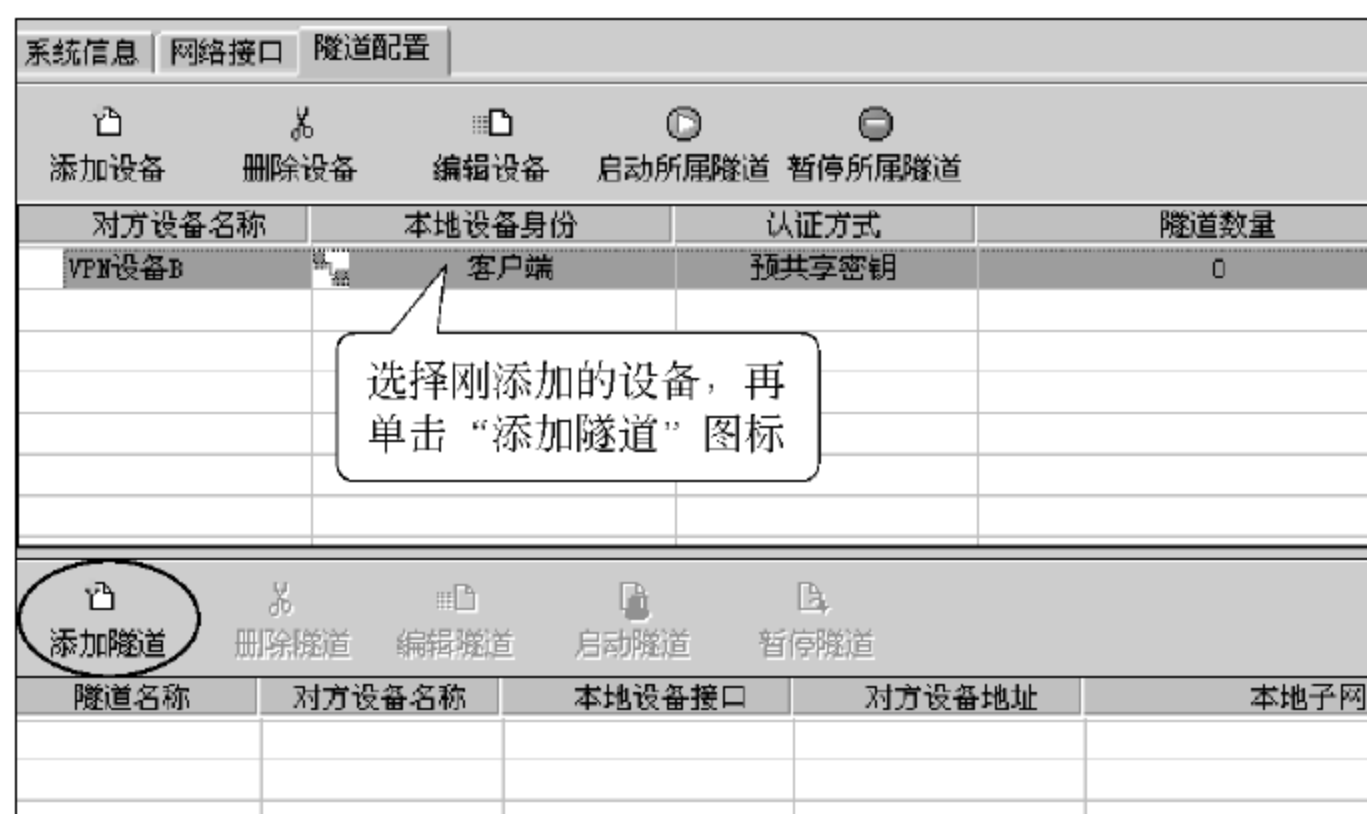 系统信息 网络接口 隧道配置
添加设备 删除设备 编辑设备 启动所属隧道 暂停所属隧道
对方设备名称 本地设备身份 认证方式 隧道数量
VPN设备B 客户端 预共享密钥 0
选择刚添加的设备，再
单击“添加隧道”图标
添加隧道 删除隧道 编辑隧道 启动隧道 暂停隧道
隧道名称 对方设备名称 本地设备接口 对方设备地址 本地子网